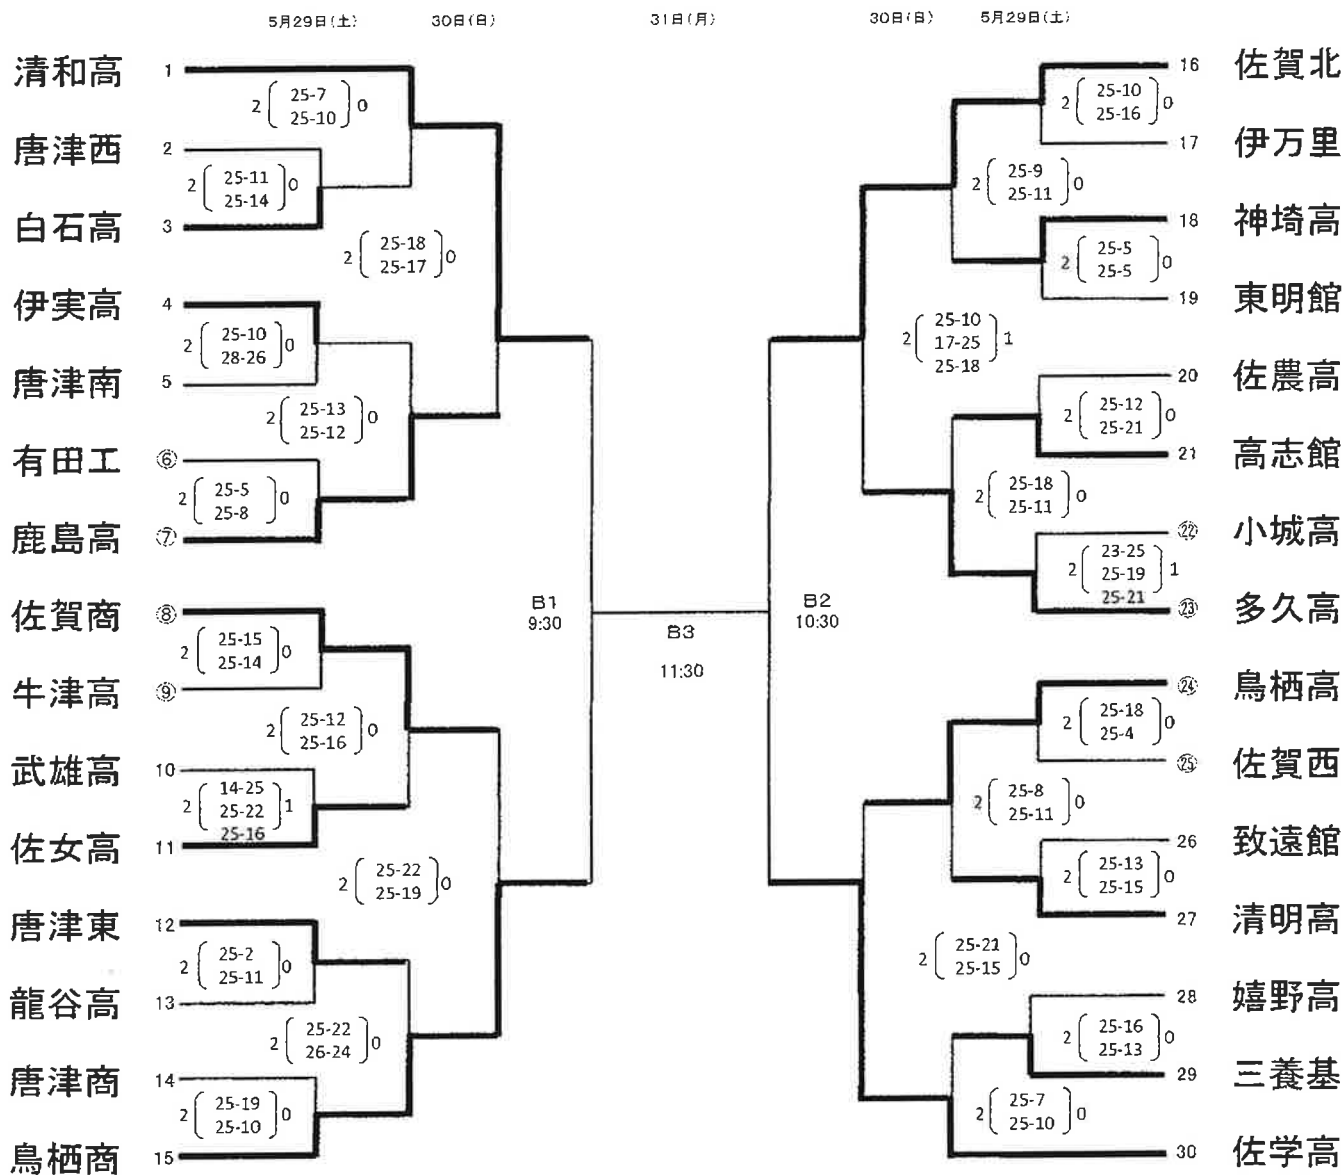 5月29日(土) 30日(日) 31日(月) 30日(日) 5月29日(土)
清和高 1
2 25-7 0
25-10
唐津西 2
2 25-11 0
25-14
白石高 3
2 25-18 0
25-17
伊実高 4
2 25-10 0
28-26
唐津南 5
2 25-13 0
25-12
有田工 ⑥
2 25-5 0
25-8
鹿島高 ⑦
佐賀商 ⑧
2 25-15 0
25-14
牛津高 ⑨
2 25-12 0
25-16
武雄高 10
2 14-25 1
25-22
25-16
佐女高 11
2 25-22 0
25-19
唐津東 12
2 25-2 0
25-11
龍谷高 13
2 25-22 0
26-24
唐津商 14
2 25-19 0
25-10
鳥栖商 15
B1
9:30
B3
11:30
B2
10:30
16 佐賀北
2 25-10 0
25-16
17 伊万里
2 25-9 0
25-11
18 神埼高
2 25-5 0
25-5
19 東明館
2 25-10 1
17-25
25-18
20 佐農高
2 25-12 0
25-21
21 高志館
2 25-18 0
25-11
㉒ 小城高
2 23-25 1
25-19
25-21
㉓ 多久高
㉔ 鳥栖高
2 25-18 0
25-4
㉕ 佐賀西
2 25-8 0
25-11
26 致遠館
2 25-13 0
25-15
27 清明高
2 25-21 0
25-15
28 嬉野高
2 25-16 0
25-13
29 三養基
2 25-7 0
25-10
30 佐学高